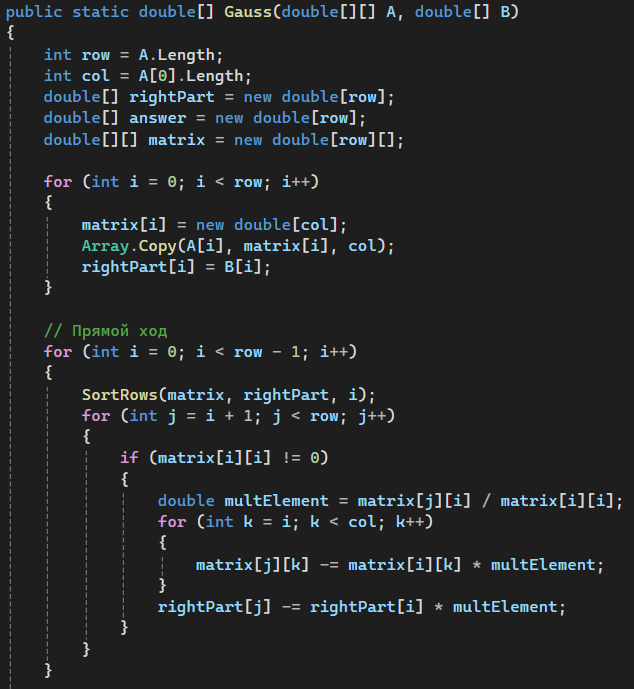 public static double[] Gauss(double[][] A, double[] B)
{
    int row = A.Length;
    int col = A[0].Length;
    double[] rightPart = new double[row];
    double[] answer = new double[row];
    double[][] matrix = new double[row][];

    for (int i = 0; i < row; i++)
    {
        matrix[i] = new double[col];
        Array.Copy(A[i], matrix[i], col);
        rightPart[i] = B[i];
    }

    // Прямой ход
    for (int i = 0; i < row - 1; i++)
    {
        SortRows(matrix, rightPart, i);
        for (int j = i + 1; j < row; j++)
        {
            if (matrix[i][i] != 0)
            {
                double multElement = matrix[j][i] / matrix[i][i];
                for (int k = i; k < col; k++)
                {
                    matrix[j][k] -= matrix[i][k] * multElement;
                }
                rightPart[j] -= rightPart[i] * multElement;
            }
        }
    }